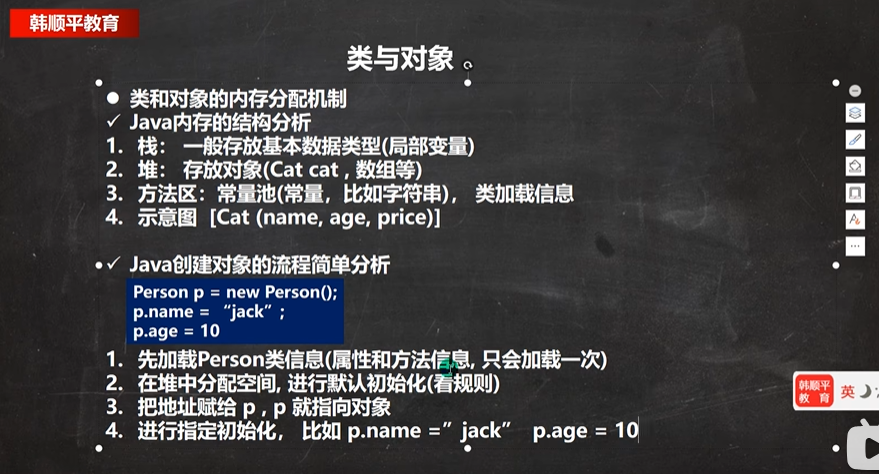 韩顺平教育
类与对象
● 类和对象的内存分配机制
✓ Java内存的结构分析
1. 栈： 一般存放基本数据类型(局部变量)
2. 堆： 存放对象(Cat cat , 数组等)
3. 方法区：常量池(常量，比如字符串)， 类加载信息
4. 示意图 [Cat (name, age, price)]
✓ Java创建对象的流程简单分析
Person p = new Person();
p.name = “jack”;
p.age = 10
1. 先加载Person类信息(属性和方法信息, 只会加载一次)
2. 在堆中分配空间, 进行默认初始化(看规则)
3. 把地址赋给 p , p 就指向对象
4. 进行指定初始化， 比如 p.name =”jack” p.age = 10
韩顺平
教 育
英